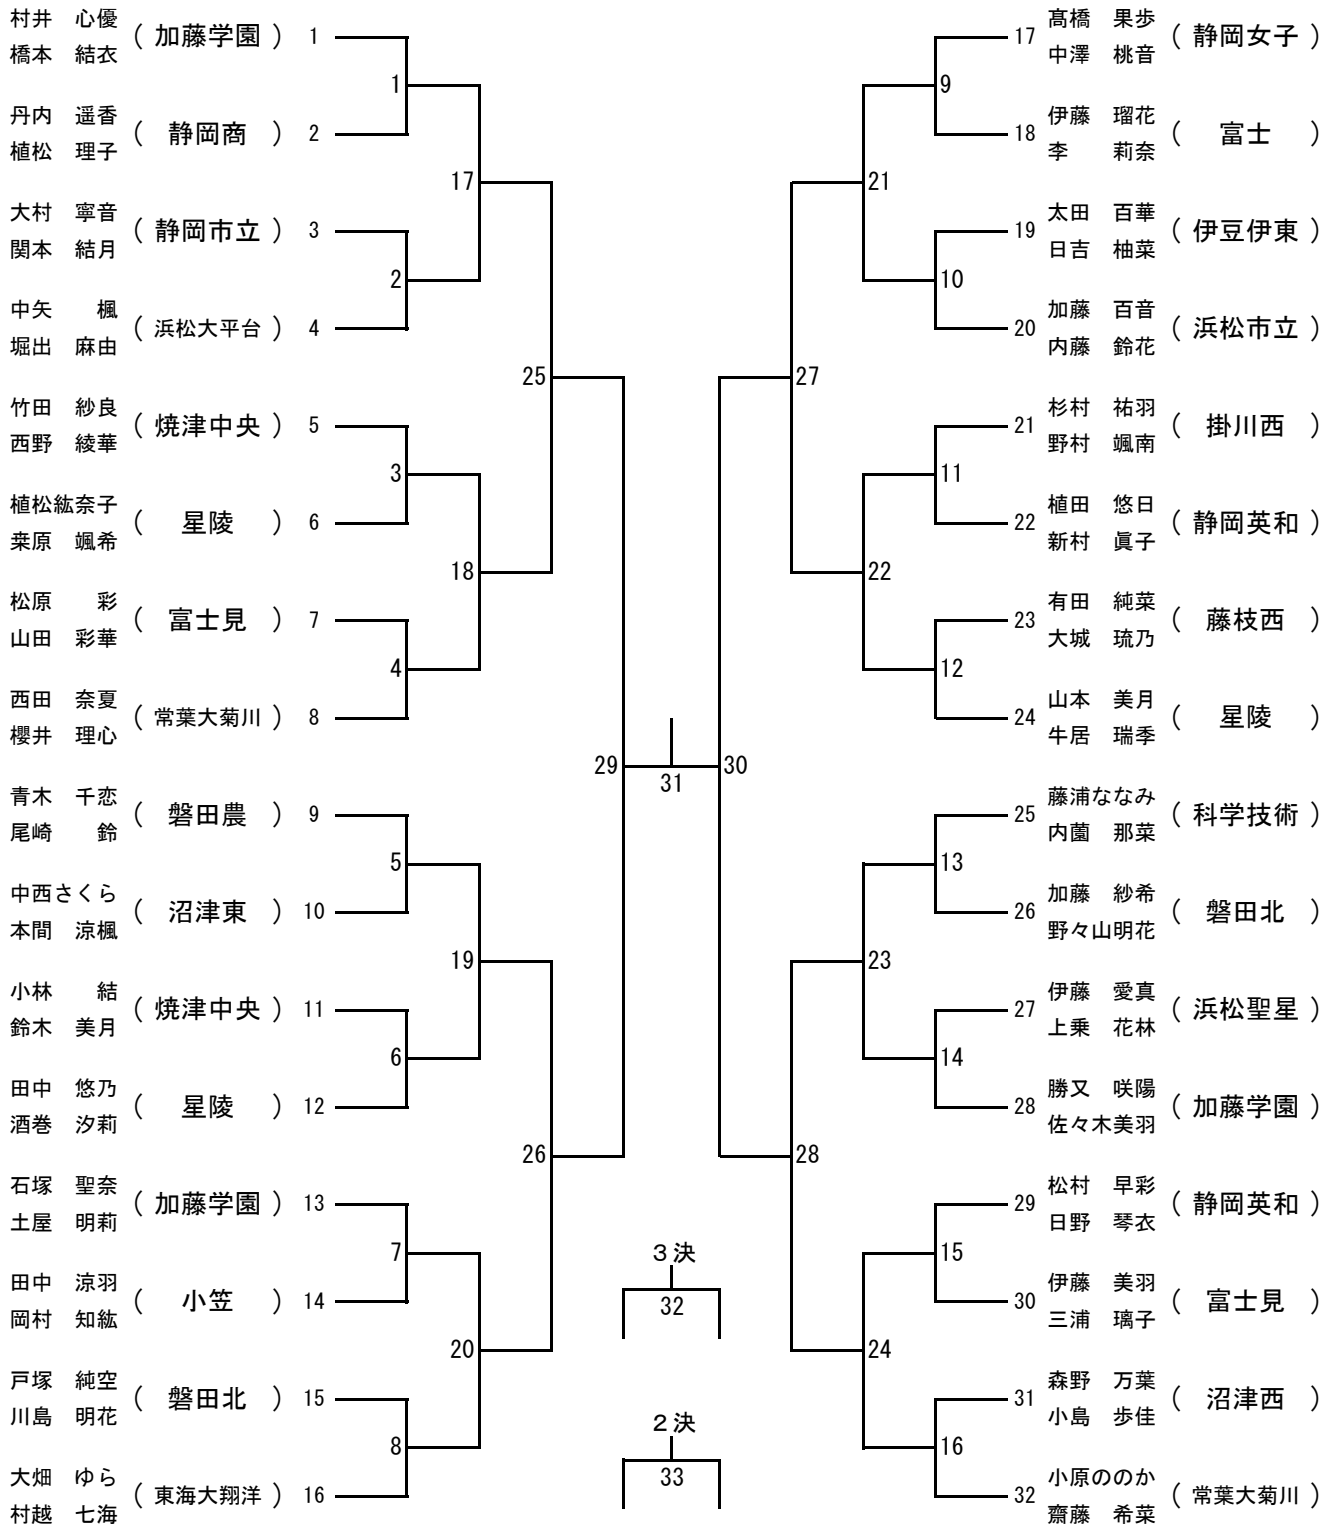 村井　心優
橋本　結衣
（ 加藤学園 ） 1
丹内　遥香
植松　理子
（ 静岡商 ） 2
大村　寧音
関本　結月
（ 静岡市立 ） 3
中矢　　楓
堀出　麻由
（ 浜松大平台 ） 4
竹田　紗良
西野　綾華
（ 焼津中央 ） 5
植松紘奈子
桒原　颯希
（ 星陵 ） 6
松原　　彩
山田　彩華
（ 富士見 ） 7
西田　奈夏
櫻井　理心
（ 常葉大菊川 ） 8
青木　千恋
尾崎　　鈴
（ 磐田農 ） 9
中西さくら
本間　涼楓
（ 沼津東 ） 10
小林　　結
鈴木　美月
（ 焼津中央 ） 11
田中　悠乃
酒巻　汐莉
（ 星陵 ） 12
石塚　聖奈
土屋　明莉
（ 加藤学園 ） 13
田中　涼羽
岡村　知紘
（ 小笠 ） 14
戸塚　純空
川島　明花
（ 磐田北 ） 15
大畑　ゆら
村越　七海
（ 東海大翔洋 ） 16
1
2
3
4
5
6
7
8
17
18
19
20
25
26
29
31
30
3決
32
2決
33
27
28
21
22
23
24
9
10
11
12
13
14
15
16
17
髙橋　果歩
中澤　桃音
（ 静岡女子 ）
18
伊藤　瑠花
李　　莉奈
（ 富士 ）
19
太田　百華
日吉　柚菜
（ 伊豆伊東 ）
20
加藤　百音
内藤　鈴花
（ 浜松市立 ）
21
杉村　祐羽
野村　颯南
（ 掛川西 ）
22
植田　悠日
新村　眞子
（ 静岡英和 ）
23
有田　純菜
大城　琉乃
（ 藤枝西 ）
24
山本　美月
牛居　瑞季
（ 星陵 ）
25
藤浦ななみ
内薗　那菜
（ 科学技術 ）
26
加藤　紗希
野々山明花
（ 磐田北 ）
27
伊藤　愛真
上乗　花林
（ 浜松聖星 ）
28
勝又　咲陽
佐々木美羽
（ 加藤学園 ）
29
松村　早彩
日野　琴衣
（ 静岡英和 ）
30
伊藤　美羽
三浦　璃子
（ 富士見 ）
31
森野　万葉
小島　歩佳
（ 沼津西 ）
32
小原ののか
齋藤　希菜
（ 常葉大菊川 ）